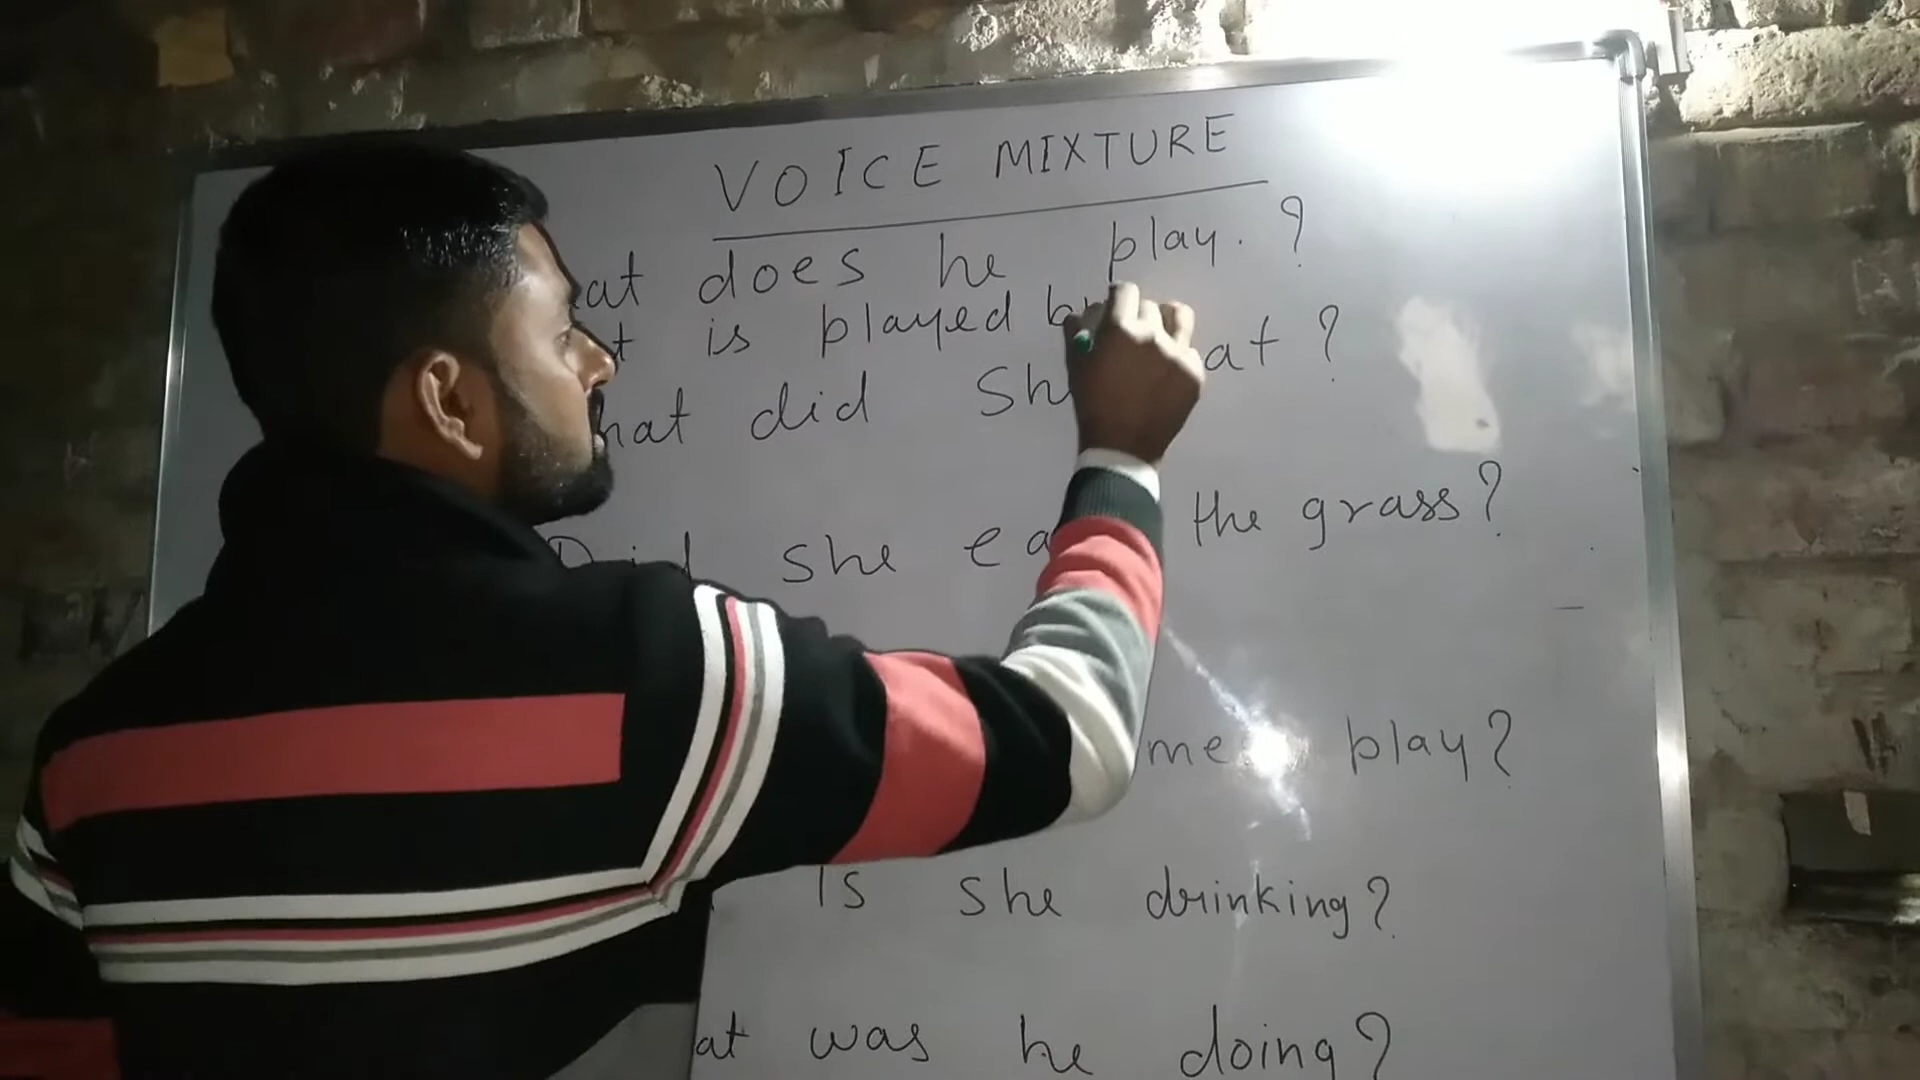 VOICE MIXTURE
at does he play. ?
t is played by
hat did Sh at ?
Did she ea the grass?
me play?
Is she drinking?
at was he doing?